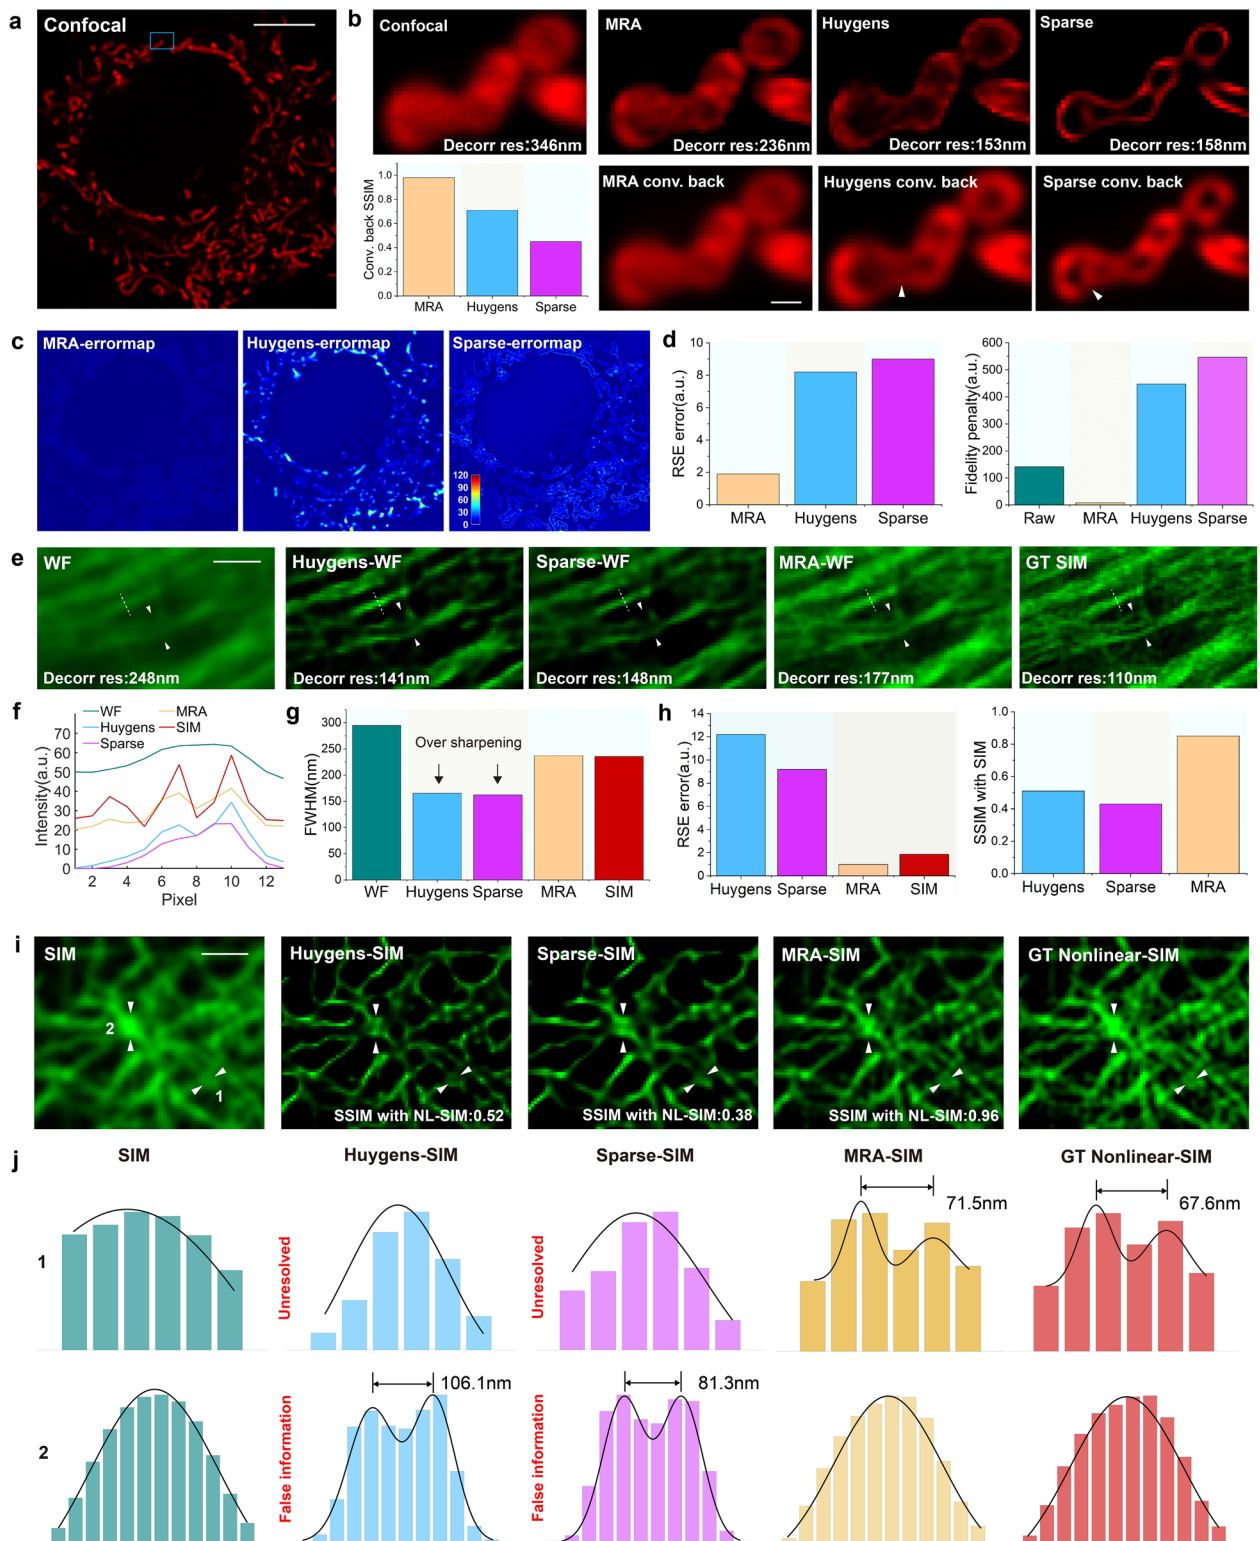 a
Confocal
b
Confocal
Decorr res:346nm
MRA
Decorr res:236nm
Huygens
Decorr res:153nm
Sparse
Decorr res:158nm
Conv. back SSIM
1.0
0.8
0.6
0.4
0.2
0.0
MRA Huygens Sparse
MRA conv. back
Huygens conv. back
Sparse conv. back
c
MRA-errormap
Huygens-errormap
Sparse-errormap
120
90
60
30
0
d
RSE error(a.u.)
10
8
6
4
2
0
MRA Huygens Sparse
Fidelity penalty(a.u.)
600
500
400
300
200
100
0
Raw MRA Huygens Sparse
e
WF
Decorr res:248nm
Huygens-WF
Decorr res:141nm
Sparse-WF
Decorr res:148nm
MRA-WF
Decorr res:177nm
GT SIM
Decorr res:110nm
f
WF MRA
Huygens SIM
Sparse
Intensity(a.u.)
70
60
50
40
30
20
10
0
2 4 6 8 10 12
Pixel
g
FWHM(nm)
300
250
200
150
100
50
0
Over sharpening
WF Huygens Sparse MRA SIM
h
RSE error(a.u.)
14
12
10
8
6
4
2
0
Huygens Sparse MRA SIM
SSIM with SIM
1.0
0.8
0.6
0.4
0.2
0.0
Huygens Sparse MRA
i
SIM
2
1
Huygens-SIM
SSIM with NL-SIM:0.52
Sparse-SIM
SSIM with NL-SIM:0.38
MRA-SIM
SSIM with NL-SIM:0.96
GT Nonlinear-SIM
j
SIM Huygens-SIM Sparse-SIM MRA-SIM GT Nonlinear-SIM
1
Unresolved
Unresolved
71.5nm
67.6nm
2
False information
106.1nm
False information
81.3nm